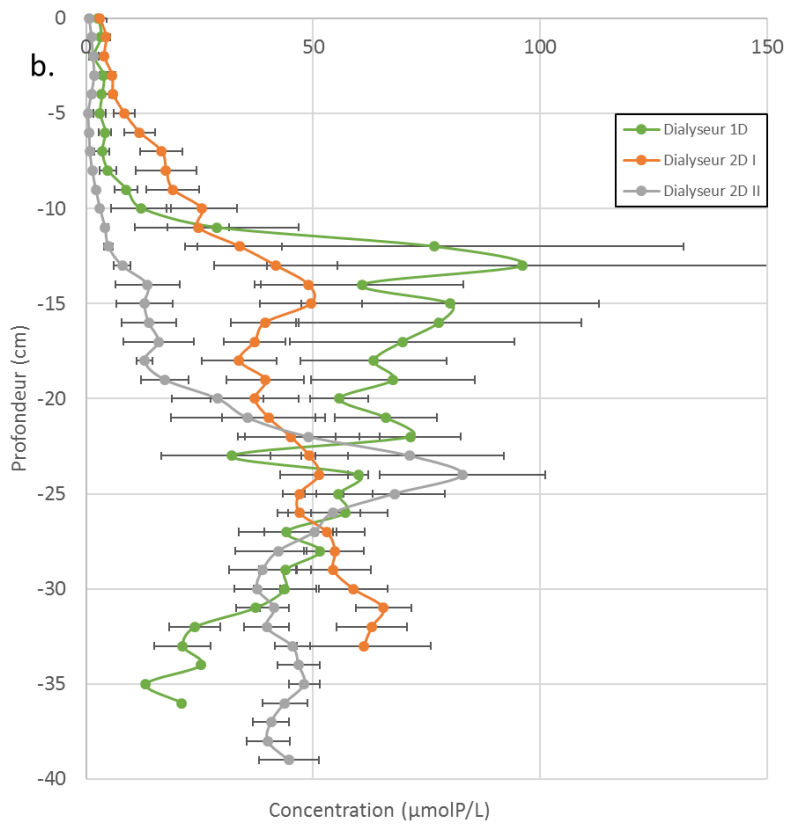 0
0 50 100 150
b.
-5
Dialyseur 1D
Dialyseur 2D I
Dialyseur 2D II
-10
-15
-20
-25
-30
-35
-40
Profondeur (cm)
Concentration (µmolP/L)